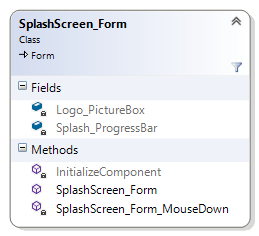 SplashScreen_Form
Class
Form
Fields
Logo_PictureBox
Splash_ProgressBar
Methods
InitializeComponent
SplashScreen_Form
SplashScreen_Form_MouseDown